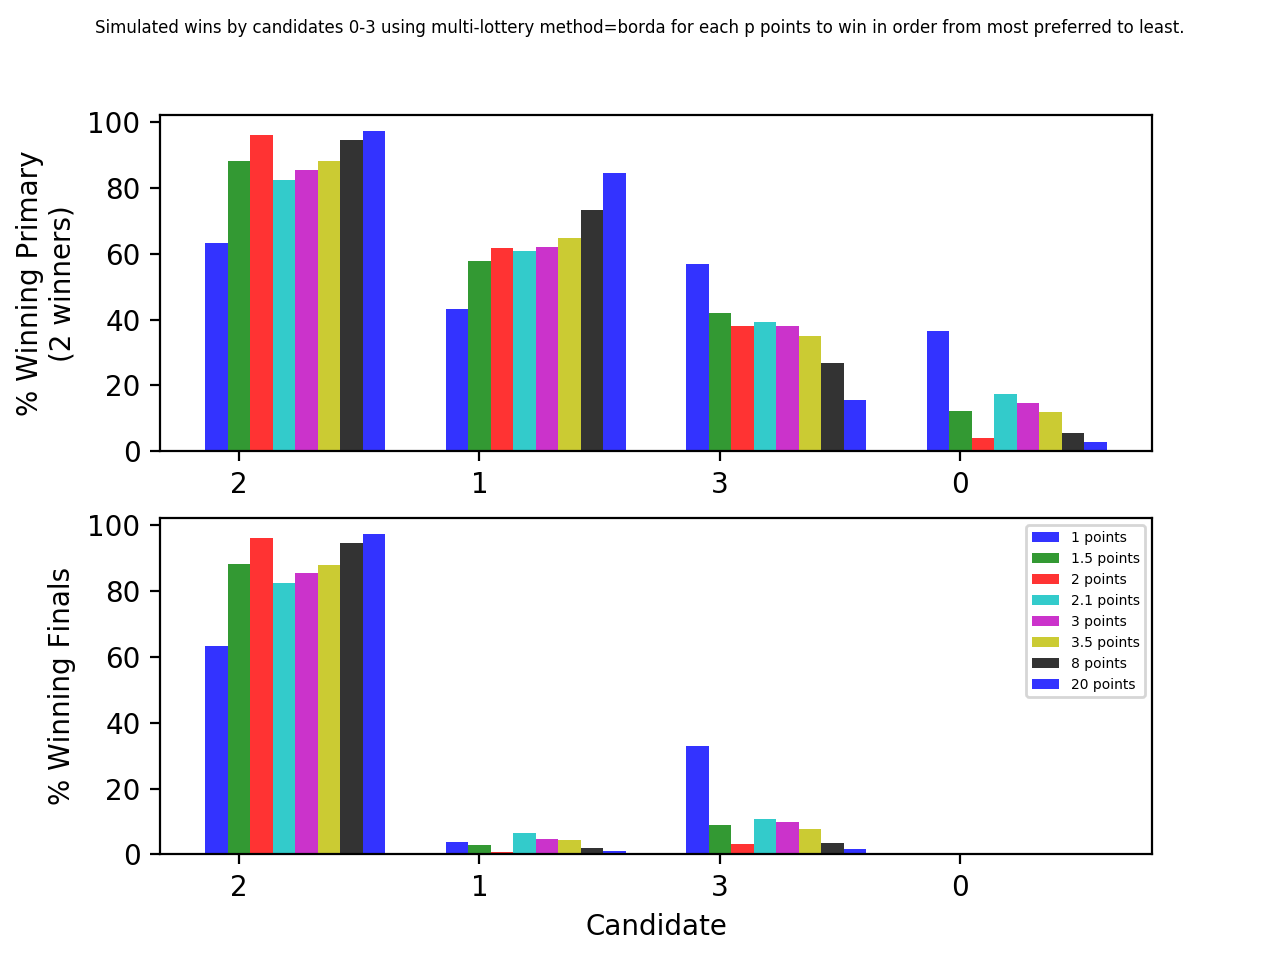 Simulated wins by candidates 0-3 using multi-lottery method=borda for each p points to win in order from most preferred to least.
% Winning Primary
(2 winners)
100
80
60
40
20
0
2 1 3 0
% Winning Finals
100
80
60
40
20
0
1 points
1.5 points
2 points
2.1 points
3 points
3.5 points
8 points
20 points
2 1 3 0
Candidate